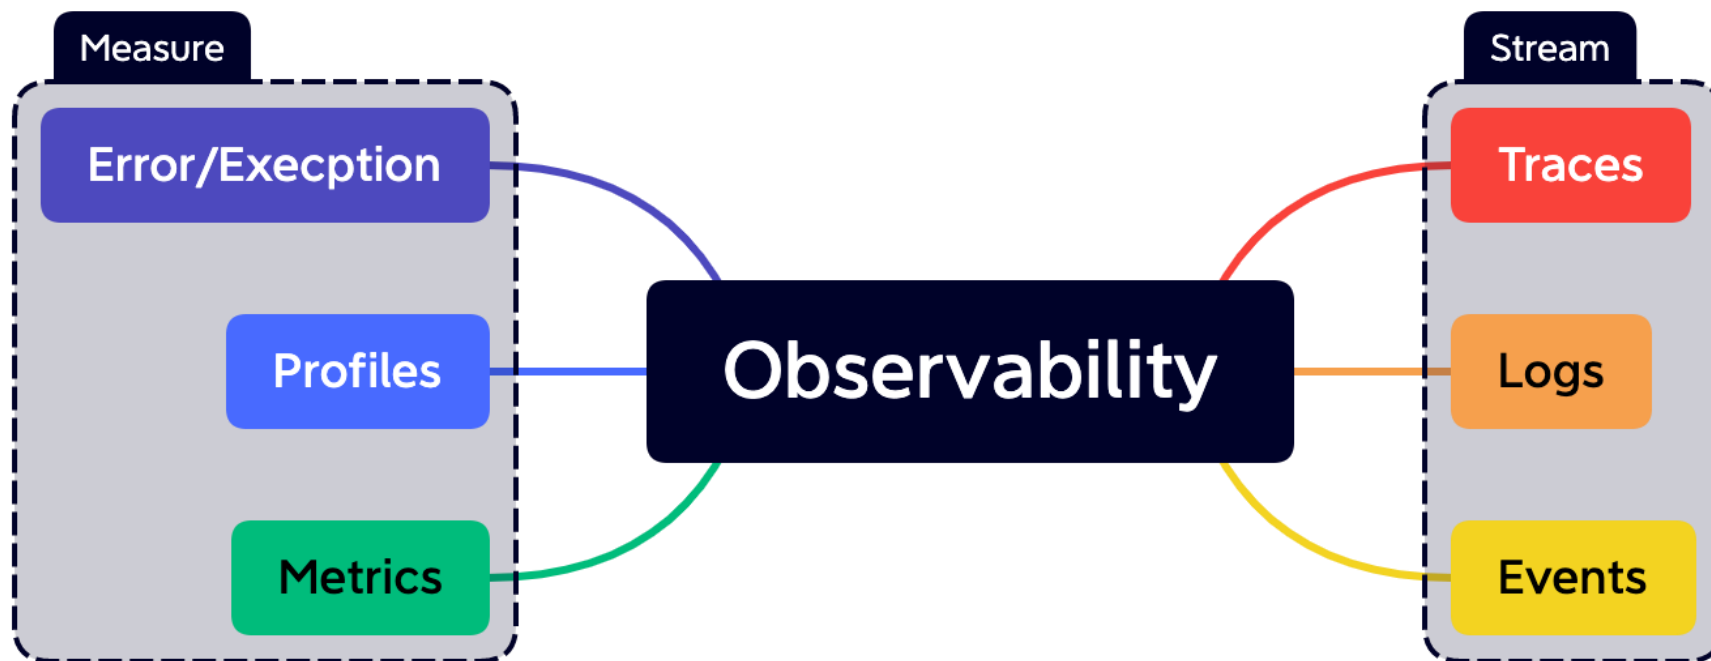 Measure
Error/Execption
Profiles
Metrics
Observability
Stream
Traces
Logs
Events